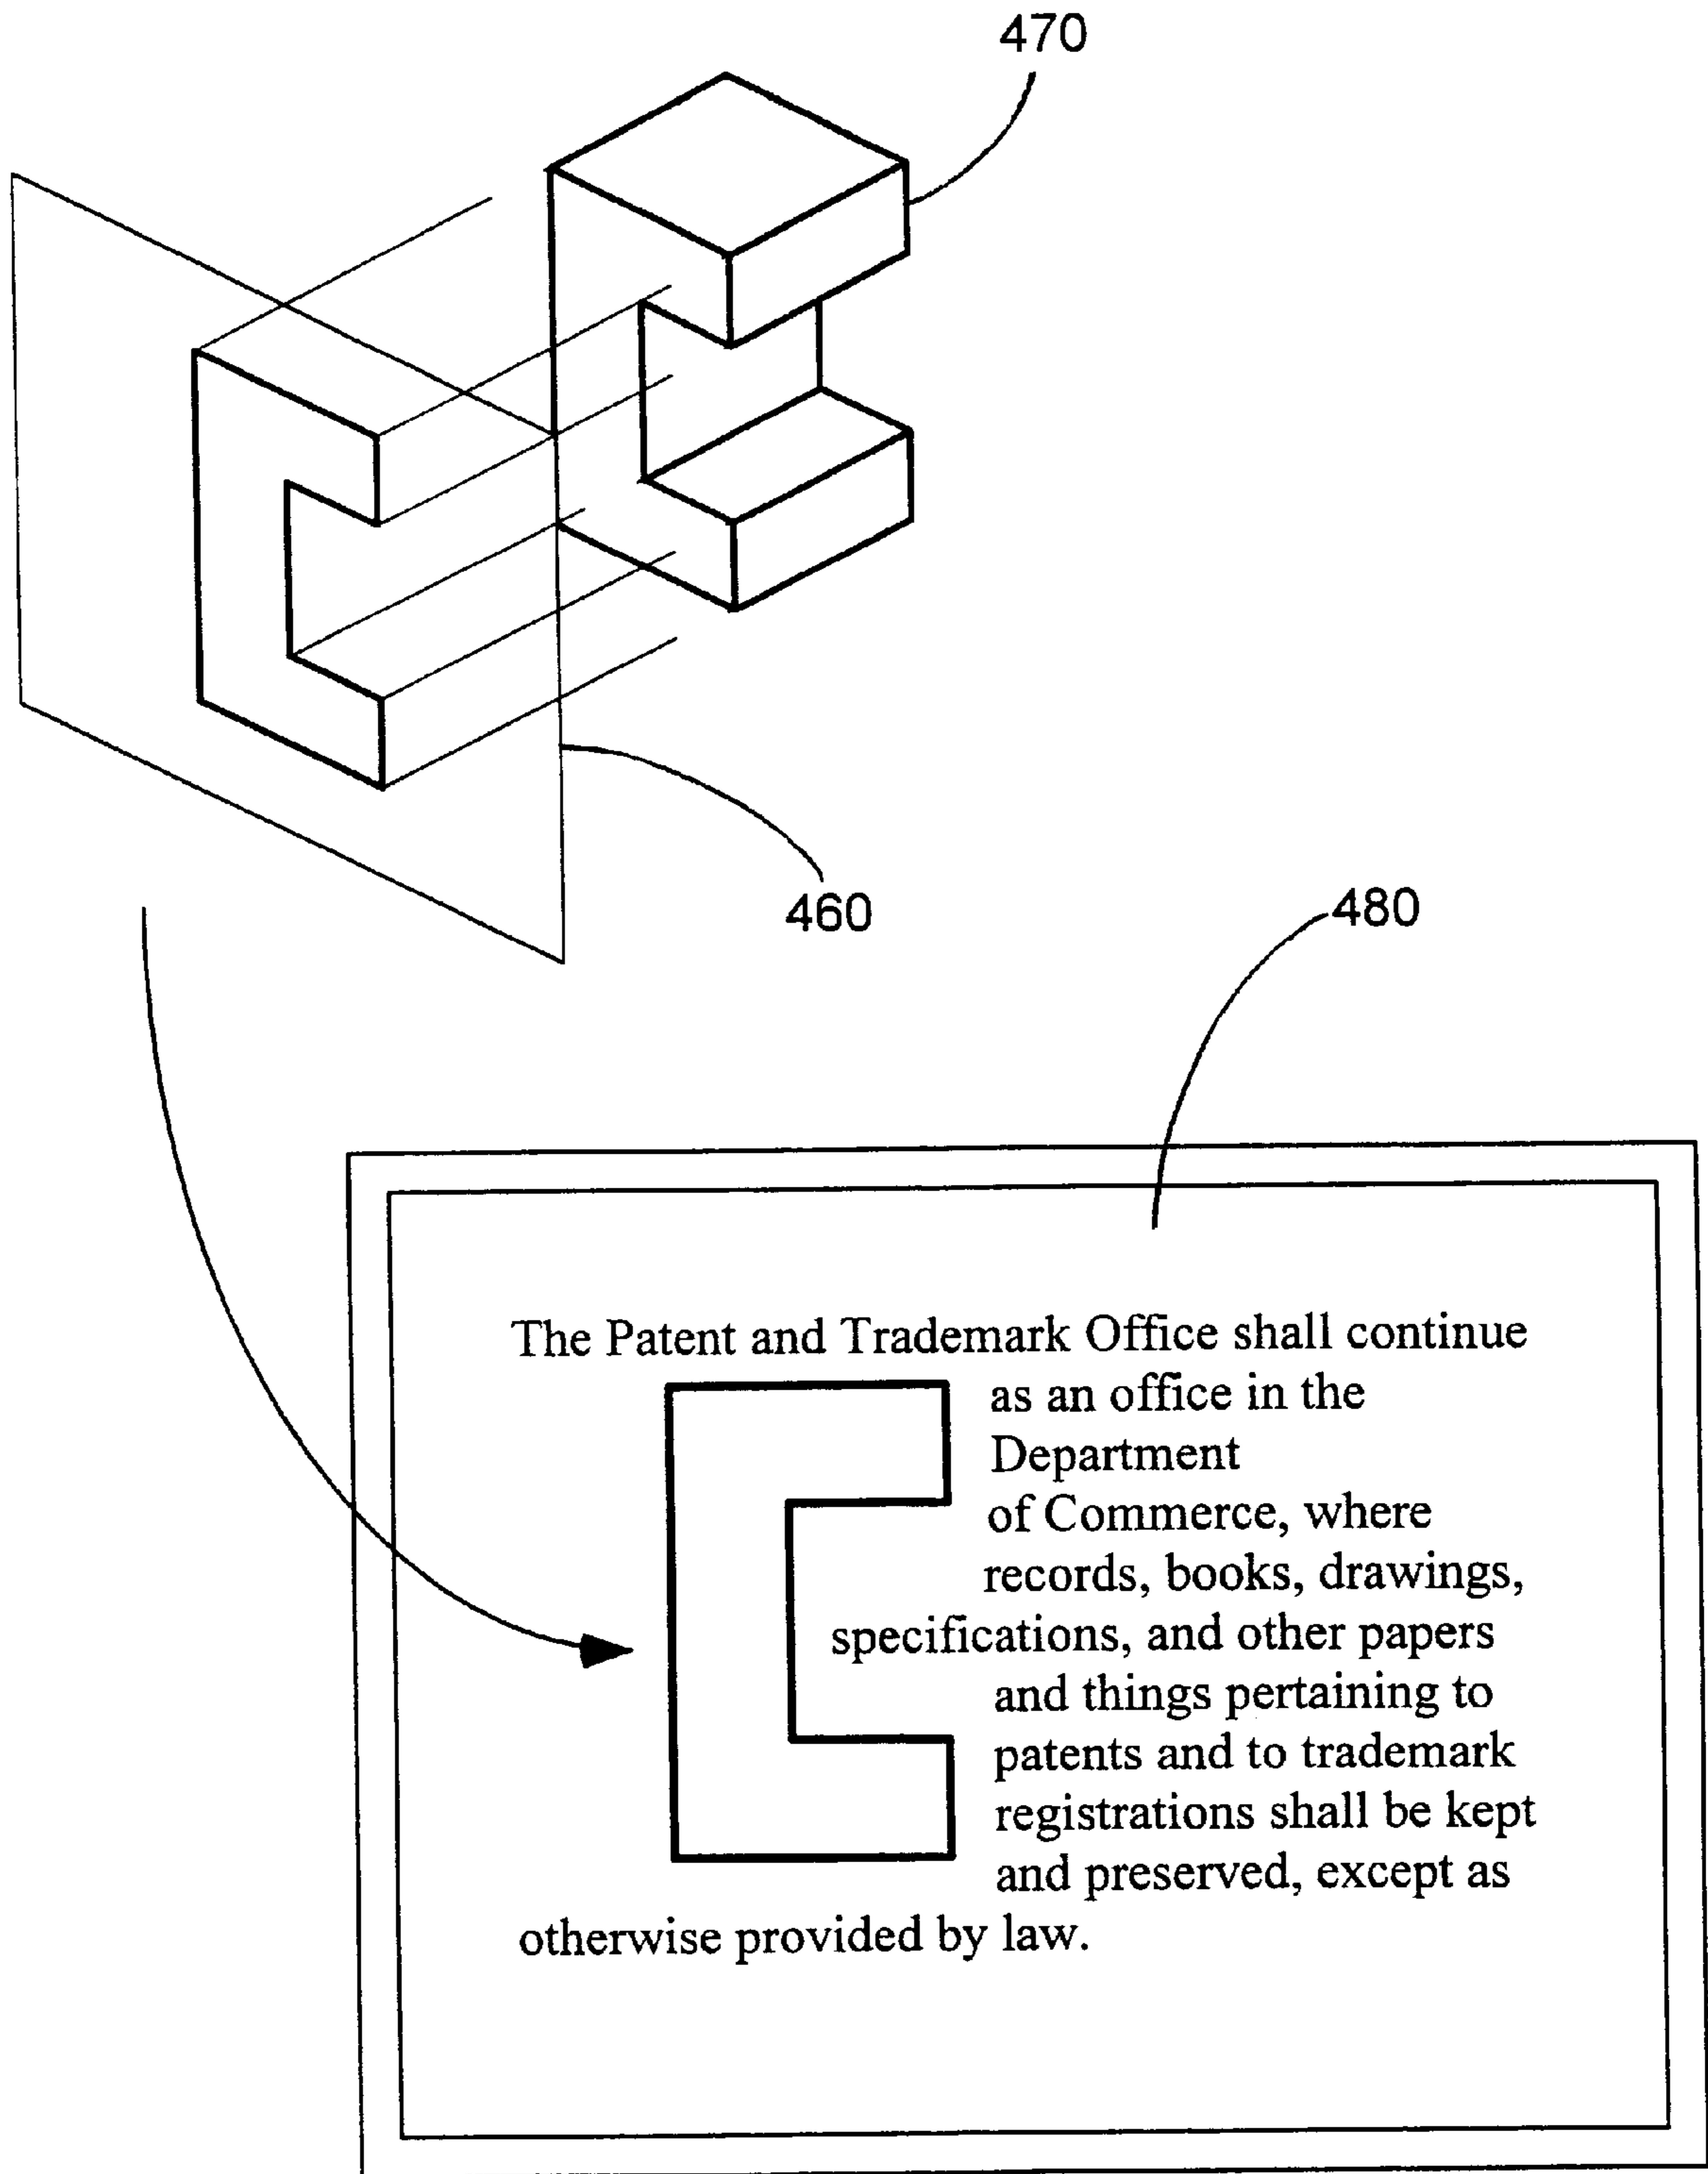 470
460
480
The Patent and Trademark Office shall continue
as an office in the
Department
of Commerce, where
records, books, drawings,
specifications, and other papers
and things pertaining to
patents and to trademark
registrations shall be kept
and preserved, except as
otherwise provided by law.